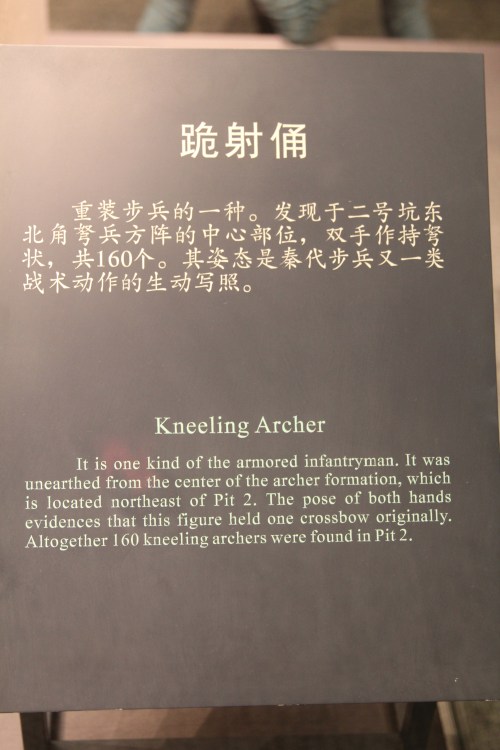 跪射俑
重装步兵的一种。发现于二号坑东
北角弩兵方阵的中心部位，双手作持弩
状，共160个。其姿态是秦代步兵又一类
战术动作的生动写照。
Kneeling Archer
It is one kind of the armored infantryman. It was
unearthed from the center of the archer formation, which
is located northeast of Pit 2. The pose of both hands
evidences that this figure held one crossbow originally.
Altogether 160 kneeling archers were found in Pit 2.